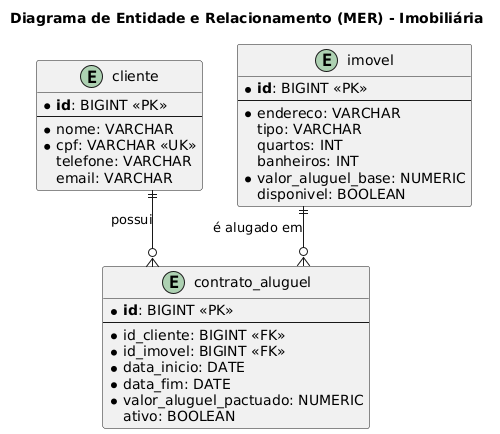 Diagrama de Entidade e Relacionamento (MER) - Imobiliária
E cliente
id: BIGINT «PK»
nome: VARCHAR
cpf: VARCHAR «UK»
telefone: VARCHAR
email: VARCHAR
E imovel
id: BIGINT «PK»
endereco: VARCHAR
tipo: VARCHAR
quartos: INT
banheiros: INT
valor_aluguel_base: NUMERIC
disponivel: BOOLEAN
possui
é alugado em
E contrato_aluguel
id: BIGINT «PK»
id_cliente: BIGINT «FK»
id_imovel: BIGINT «FK»
data_inicio: DATE
data_fim: DATE
valor_aluguel_pactuado: NUMERIC
ativo: BOOLEAN